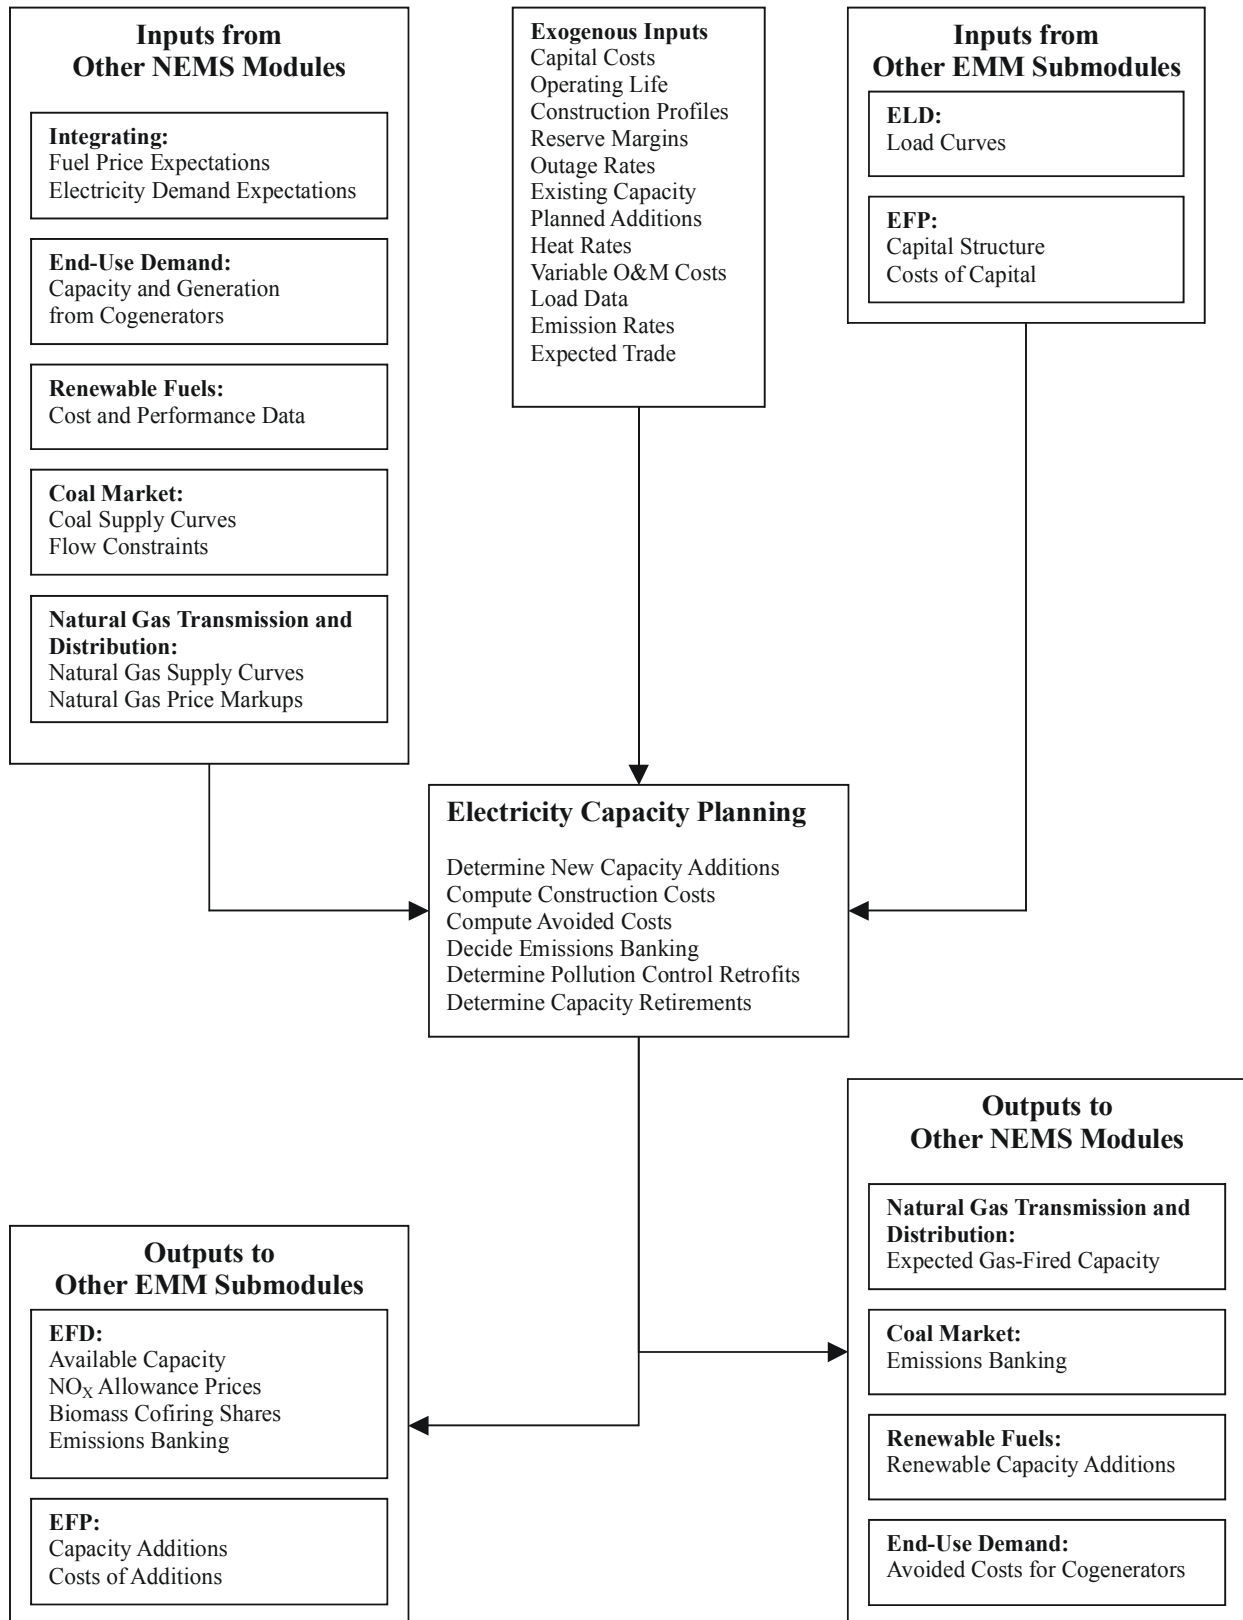 Inputs from
Other NEMS Modules
Integrating:
Fuel Price Expectations
Electricity Demand Expectations
End-Use Demand:
Capacity and Generation
from Cogenerators
Renewable Fuels:
Cost and Performance Data
Coal Market:
Coal Supply Curves
Flow Constraints
Natural Gas Transmission and
Distribution:
Natural Gas Supply Curves
Natural Gas Price Markups
Exogenous Inputs
Capital Costs
Operating Life
Construction Profiles
Reserve Margins
Outage Rates
Existing Capacity
Planned Additions
Heat Rates
Variable O&M Costs
Load Data
Emission Rates
Expected Trade
Inputs from
Other EMM Submodules
ELD:
Load Curves
EFP:
Capital Structure
Costs of Capital
Electricity Capacity Planning
Determine New Capacity Additions
Compute Construction Costs
Compute Avoided Costs
Decide Emissions Banking
Determine Pollution Control Retrofits
Determine Capacity Retirements
Outputs to
Other EMM Submodules
EFD:
Available Capacity
NOX Allowance Prices
Biomass Cofiring Shares
Emissions Banking
EFP:
Capacity Additions
Costs of Additions
Outputs to
Other NEMS Modules
Natural Gas Transmission and
Distribution:
Expected Gas-Fired Capacity
Coal Market:
Emissions Banking
Renewable Fuels:
Renewable Capacity Additions
End-Use Demand:
Avoided Costs for Cogenerators